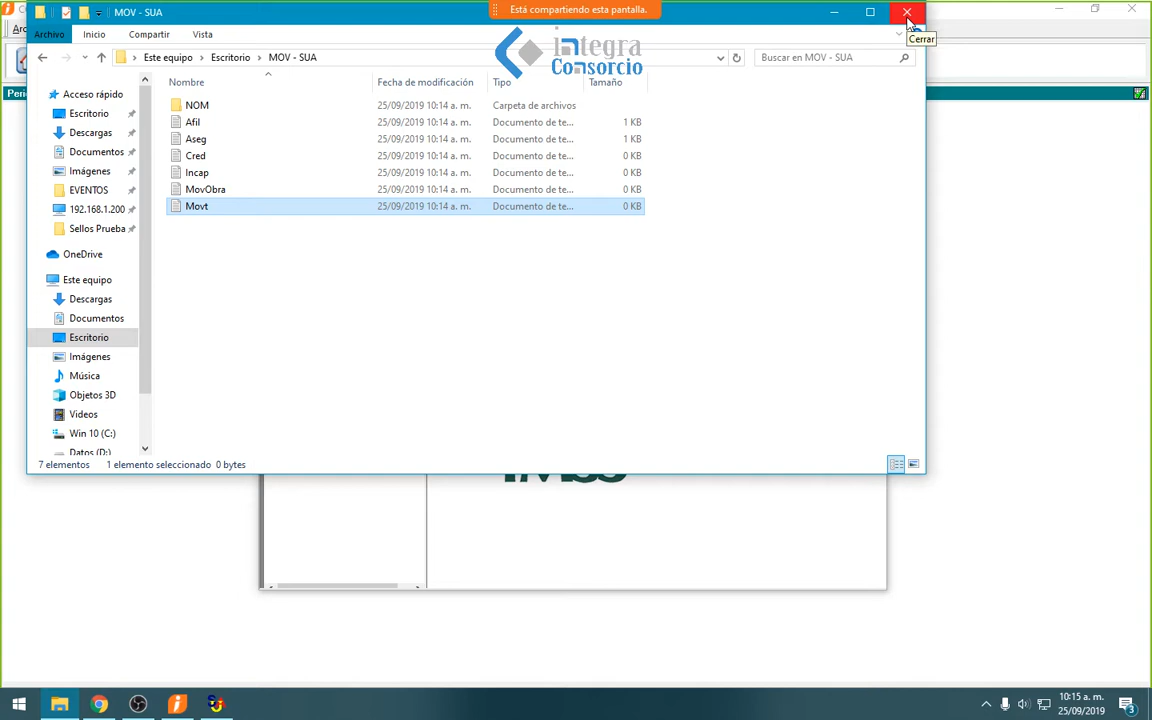 MOV - SUA
Está compartiendo esta pantalla.
Archivo
Inicio
Compartir
Vista
Cerrar
integra
Consorcio
Este equipo
Escritorio
MOV - SUA
Buscar en MOV - SUA
Nombre
Fecha de modificación
Tipo
Tamaño
Acceso rápido
Escritorio
Descargas
Documentos
Imágenes
EVENTOS
192.168.1.200
Sellos Prueba
OneDrive
Este equipo
Descargas
Documentos
Escritorio
Imágenes
Música
Objetos 3D
Videos
Win 10 (C:)
Datos (D:)
NOM 25/09/2019 10:14 a. m. Carpeta de archivos
Afil 25/09/2019 10:14 a. m. Documento de te... 1 KB
Aseg 25/09/2019 10:14 a. m. Documento de te... 1 KB
Cred 25/09/2019 10:14 a. m. Documento de te... 0 KB
Incap 25/09/2019 10:14 a. m. Documento de te... 0 KB
MovObra 25/09/2019 10:14 a. m. Documento de te... 0 KB
Movt 25/09/2019 10:14 a. m. Documento de te... 0 KB
7 elementos
1 elemento seleccionado 0 bytes
10:15 a. m.
25/09/2019
3